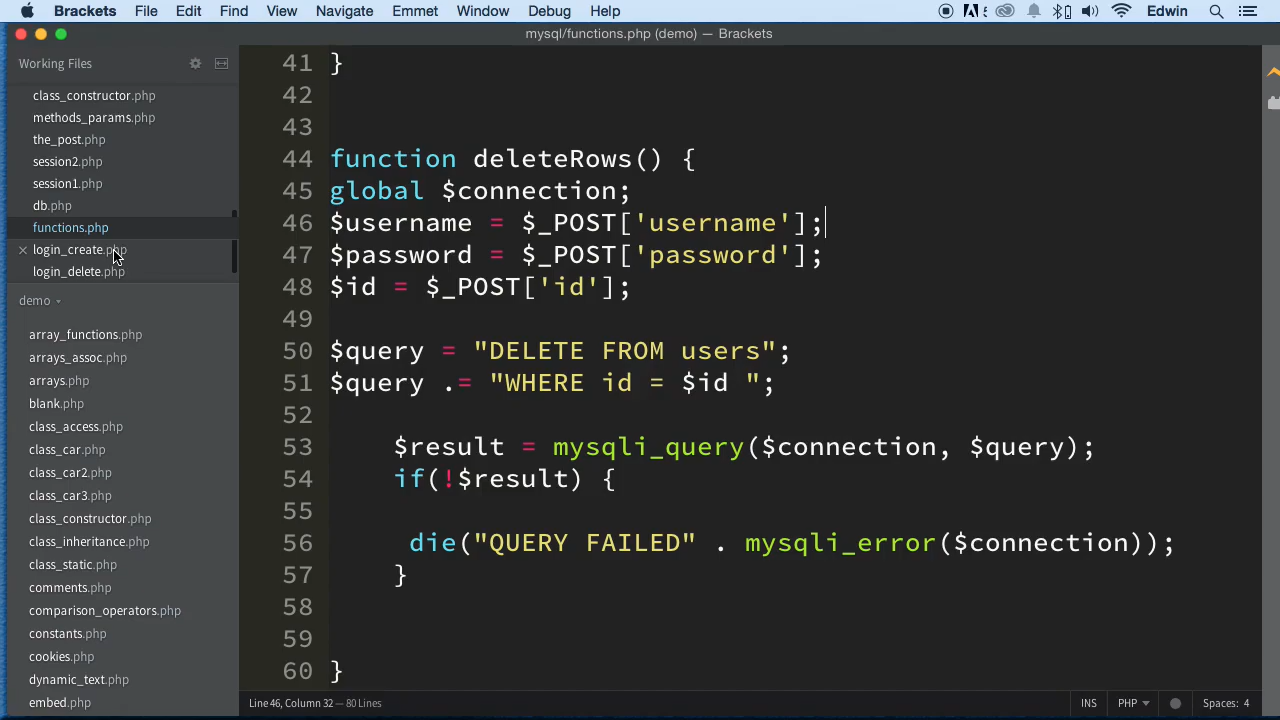 Brackets File Edit Find View Navigate Emmet Window Debug Help 5 Edwin
mysql/functions.php (demo) — Brackets
Working Files
class_constructor.php
methods_params.php
the_post.php
session2.php
session1.php
db.php
functions.php
login_create.php
login_delete.php
demo
array_functions.php
arrays_assoc.php
arrays.php
blank.php
class_access.php
class_car.php
class_car2.php
class_car3.php
class_constructor.php
class_inheritance.php
class_static.php
comments.php
comparison_operators.php
constants.php
cookies.php
dynamic_text.php
embed.php
41 }
42
43
44 function deleteRows() {
45 global $connection;
46 $username = $_POST['username'];
47 $password = $_POST['password'];
48 $id = $_POST['id'];
49
50 $query = "DELETE FROM users";
51 $query .= "WHERE id = $id ";
52
53 $result = mysqli_query($connection, $query);
54 if(!$result) {
55
56 die("QUERY FAILED" . mysqli_error($connection));
57 }
58
59
60 }
Line 46, Column 32 — 80 Lines INS PHP Spaces: 4